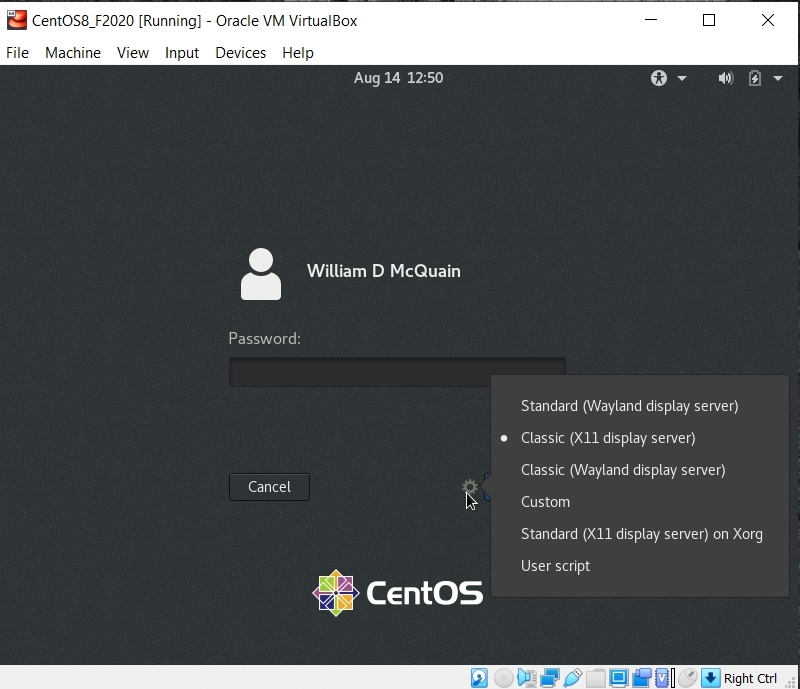 CentOS8_F2020 [Running] - Oracle VM VirtualBox
File Machine View Input Devices Help
Aug 14 12:50
William D McQuain
Password:
Standard (Wayland display server)
Classic (X11 display server)
Classic (Wayland display server)
Custom
Standard (X11 display server) on Xorg
User script
Cancel
CentOS
Right Ctrl